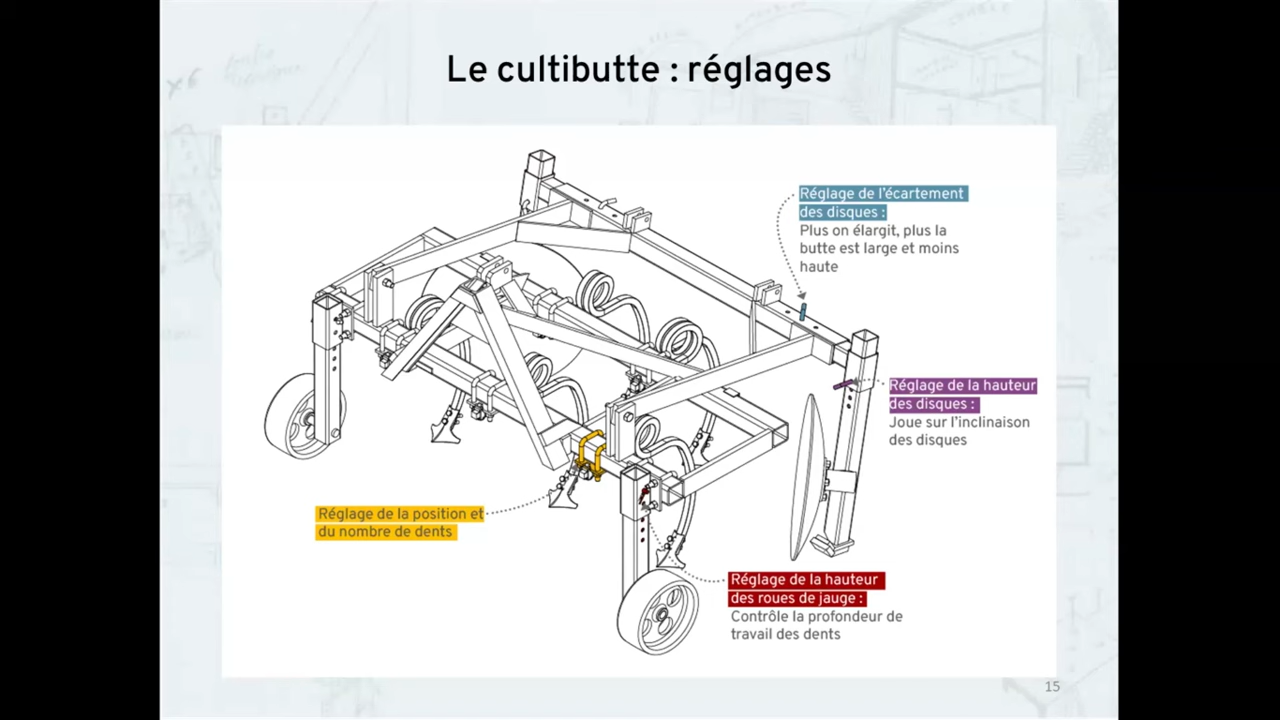 Le cultibutte : réglages
Réglage de l'écartement
des disques :
Plus on élargit, plus la
butte est large et moins
haute
Réglage de la hauteur
des disques :
Joue sur l'inclinaison
des disques
Réglage de la position et
du nombre de dents
Réglage de la hauteur
des roues de jauge :
Contrôle la profondeur de
travail des dents
15